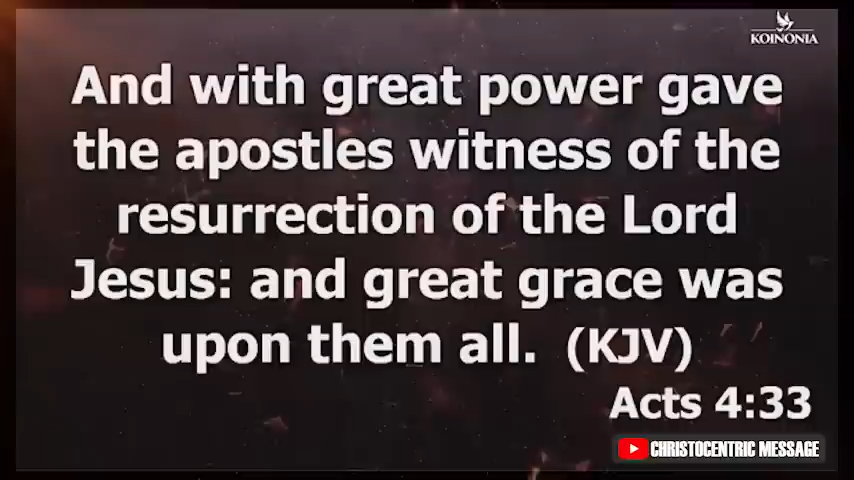 KOINONIA
And with great power gave
the apostles witness of the
resurrection of the Lord
Jesus: and great grace was
upon them all. (KJV)
Acts 4:33
CHRISTOCENTRIC MESSAGE